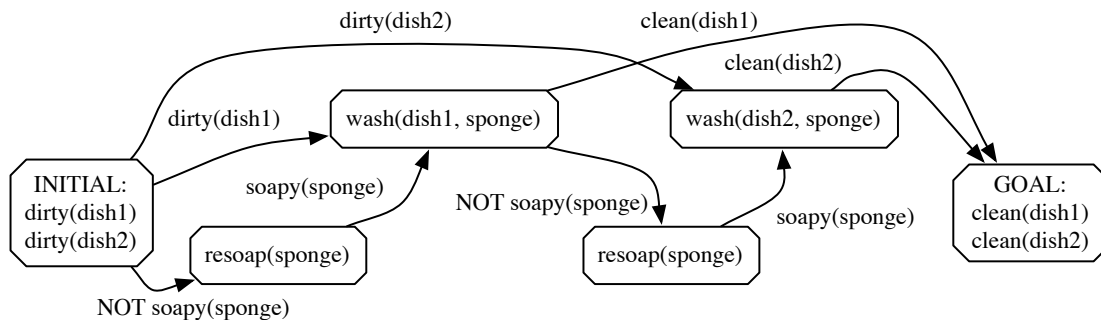 dirty(dish2)
clean(dish1)
clean(dish2)
dirty(dish1)
wash(dish1, sponge)
wash(dish2, sponge)
INITIAL:
dirty(dish1)
dirty(dish2)
soapy(sponge)
NOT soapy(sponge)
soapy(sponge)
GOAL:
clean(dish1)
clean(dish2)
resoap(sponge)
resoap(sponge)
NOT soapy(sponge)